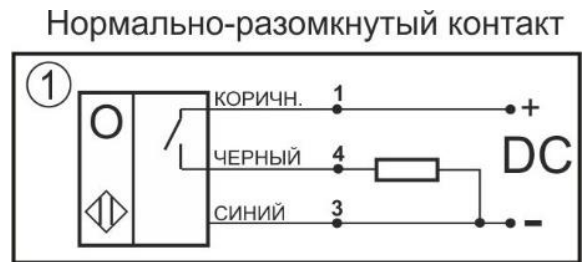 Нормально-разомкнутый контакт
1
О
КОРИЧН. 1 +
DC
ЧЕРНЫЙ 4
СИНИЙ 3 -